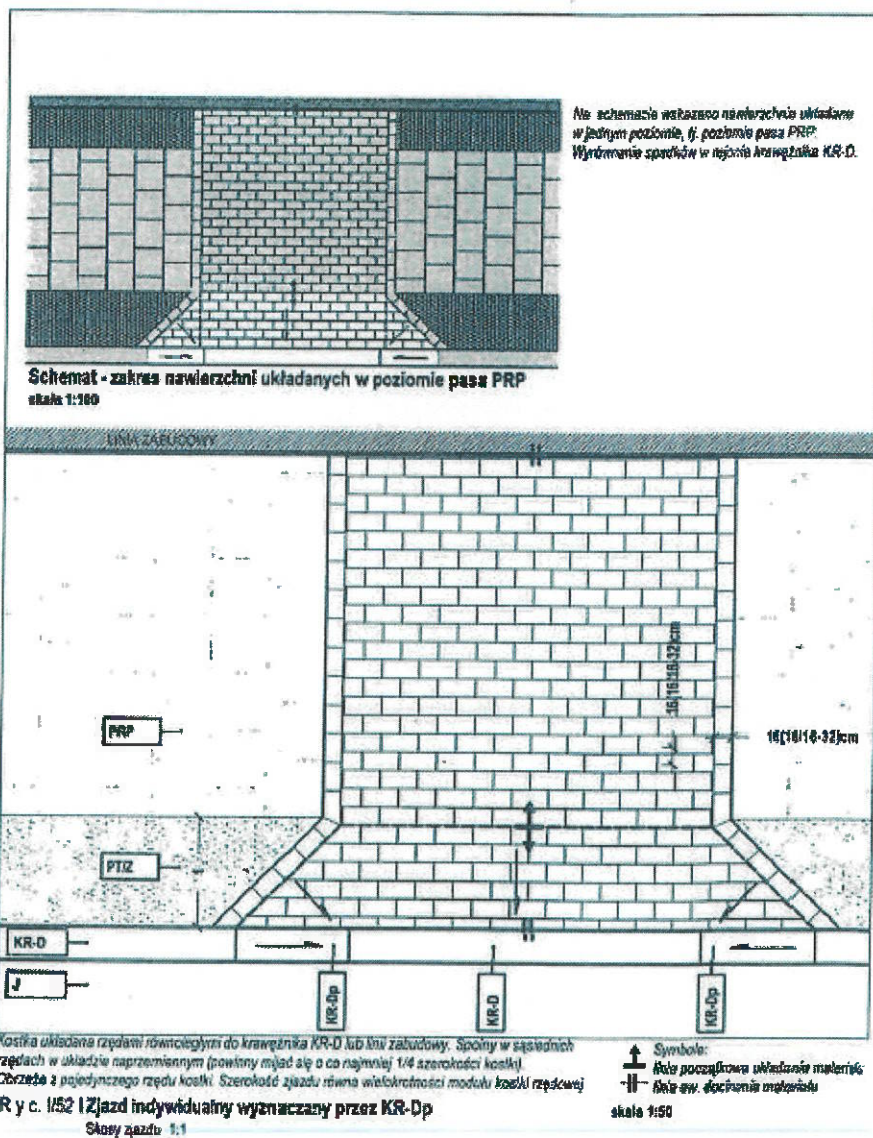 Na schemacie wskazano nawierzchnie układane
w jednym poziomie, tj. poziomie pasa PRP.
Wyrównanie spadków w rejonie krawężnika KR-D.
Schemat - zakres nawierzchni układanych w poziomie pasa PRP
skala 1:100
LINIA ZABUDOWY
16(16/16-32)cm
16(16/16-32)cm
PRP
PT/Z
KR-D
J
KR-Dp
KR-D
KR-Dp
Kostka układana rzędami równoległymi do krawężnika KR-D lub linii zabudowy. Spoiny w sąsiednich
rzędach w układzie naprzemiennym (powinny mijać się o co najmniej 1/4 szerokości kostki).
Obrzeże z pojedynczego rzędu kostki. Szerokość zjazdu równa wielokrotności modułu kostki rzędowej
Symbole:
linia początkowa układania materiału
linia ew. docinania materiału
R y c. I/52 | Zjazd indywidualny wyznaczany przez KR-Dp
skala 1:50
Skosy zjazdu 1:1